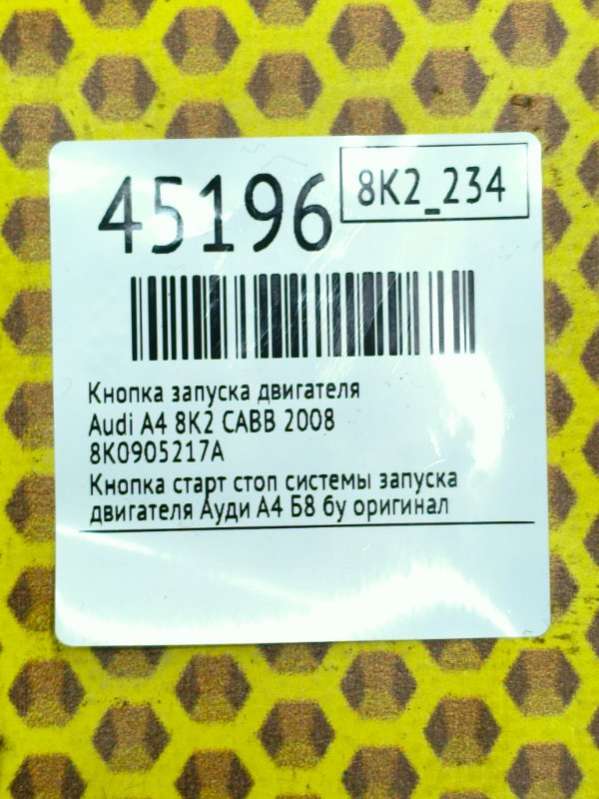 45196
8K2_234
Кнопка запуска двигателя
Audi A4 8K2 CABB 2008
8K0905217A
Кнопка старт стоп системы запуска
двигателя Ауди А4 Б8 бу оригинал